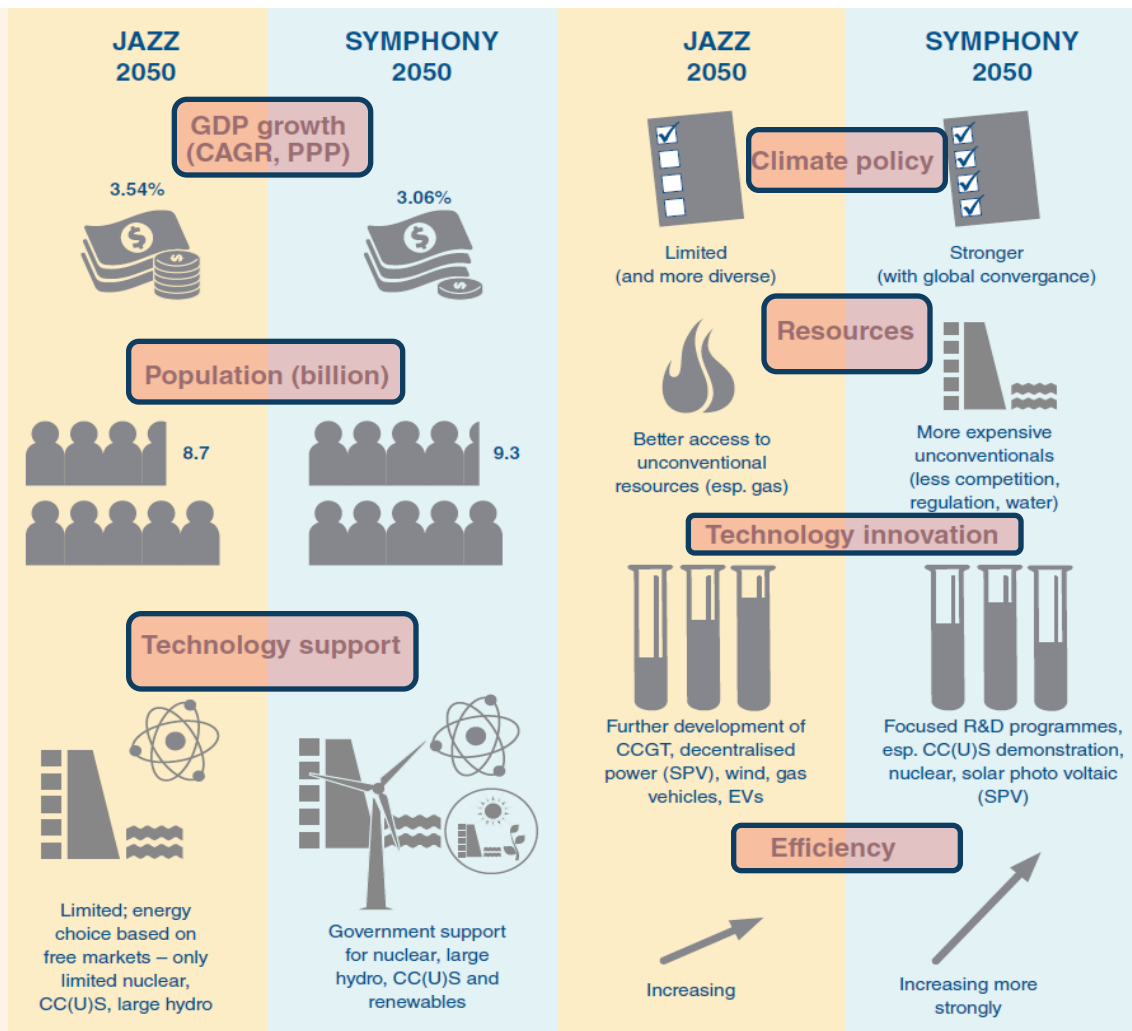 JAZZ
2050
SYMPHONY
2050
GDP growth
(CAGR, PPP)
3.54%
3.06%
Population (billion)
8.7
9.3
Technology support
Limited; energy
choice based on
free markets – only
limited nuclear,
CC(U)S, large hydro
Government support
for nuclear, large
hydro, CC(U)S and
renewables
JAZZ
2050
SYMPHONY
2050
Climate policy
Limited
(and more diverse)
Stronger
(with global convergance)
Resources
Better access to
unconventional
resources (esp. gas)
More expensive
unconventionals
(less competition,
regulation, water)
Technology innovation
Further development of
CCGT, decentralised
power (SPV), wind, gas
vehicles, EVs
Focused R&D programmes,
esp. CC(U)S demonstration,
nuclear, solar photo voltaic
(SPV)
Efficiency
Increasing
Increasing more
strongly